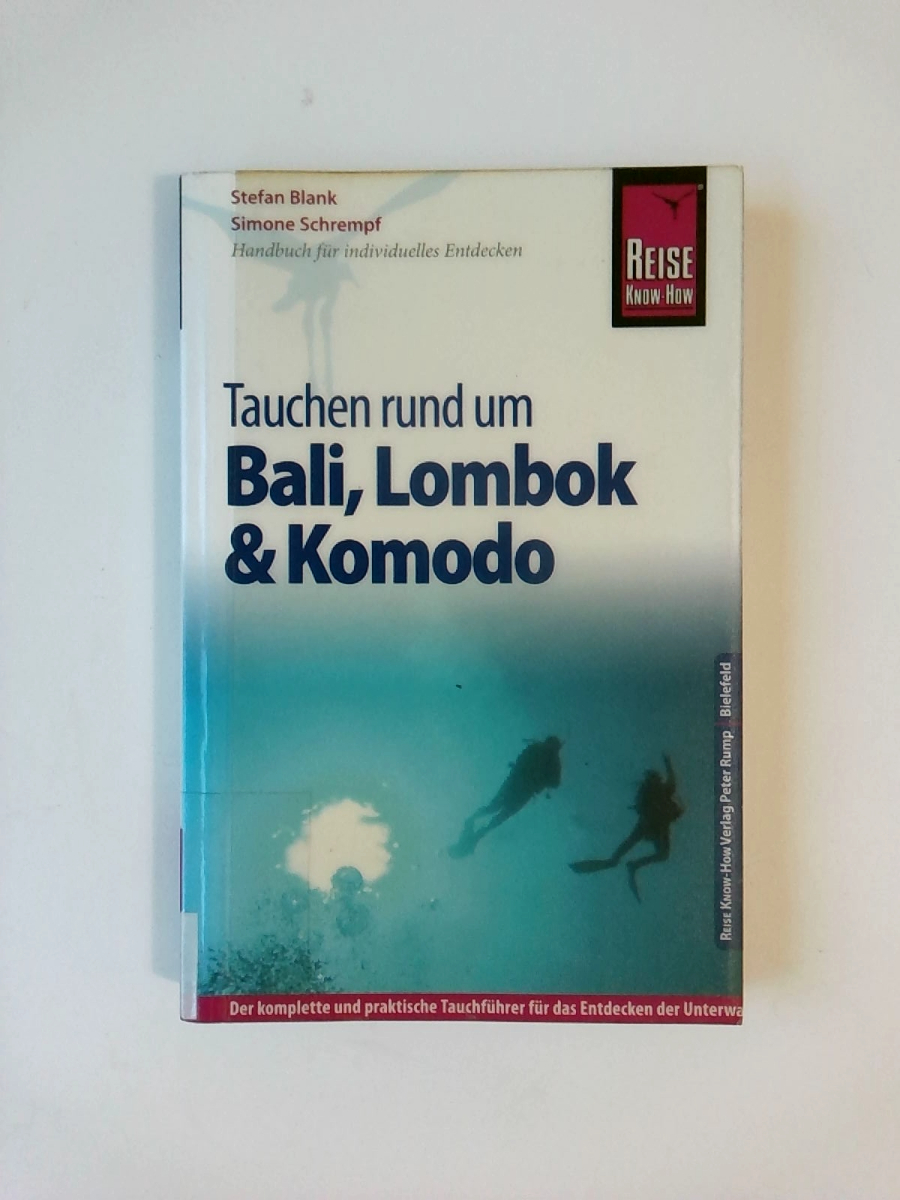 Stefan Blank
Simone Schrempf
Handbuch für individuelles Entdecken
REISE
KNOW-HOW
Tauchen rund um
Bali, Lombok
& Komodo
REISE KNOW-HOW Verlag Peter Rump Bielefeld
Der komplette und praktische Tauchführer für das Entdecken der Unterwa